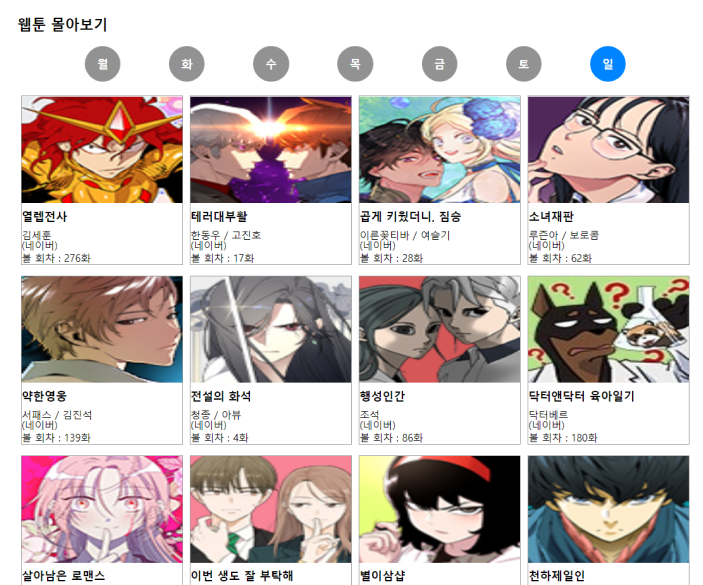 웹툰 몰아보기
월 화 수 목 금 토 일
열렙전사
김세훈
(네이버)
볼 회차 : 276화
테러대부활
한동우 / 고진호
(네이버)
볼 회차 : 17화
곱게 키웠더니, 짐승
이른꽃티바 / 여슬기
(네이버)
볼 회차 : 28화
소녀재판
루즌아 / 보로콤
(네이버)
볼 회차 : 62화
약한영웅
서패스 / 김진석
(네이버)
볼 회차 : 139화
전설의 화석
청종 / 아뷰
(네이버)
볼 회차 : 4화
행성인간
조석
(네이버)
볼 회차 : 86화
닥터앤닥터 육아일기
닥터베르
(네이버)
볼 회차 : 180화
살아남은 로맨스
이번 생도 잘 부탁해
별이삼샵
천하제일인